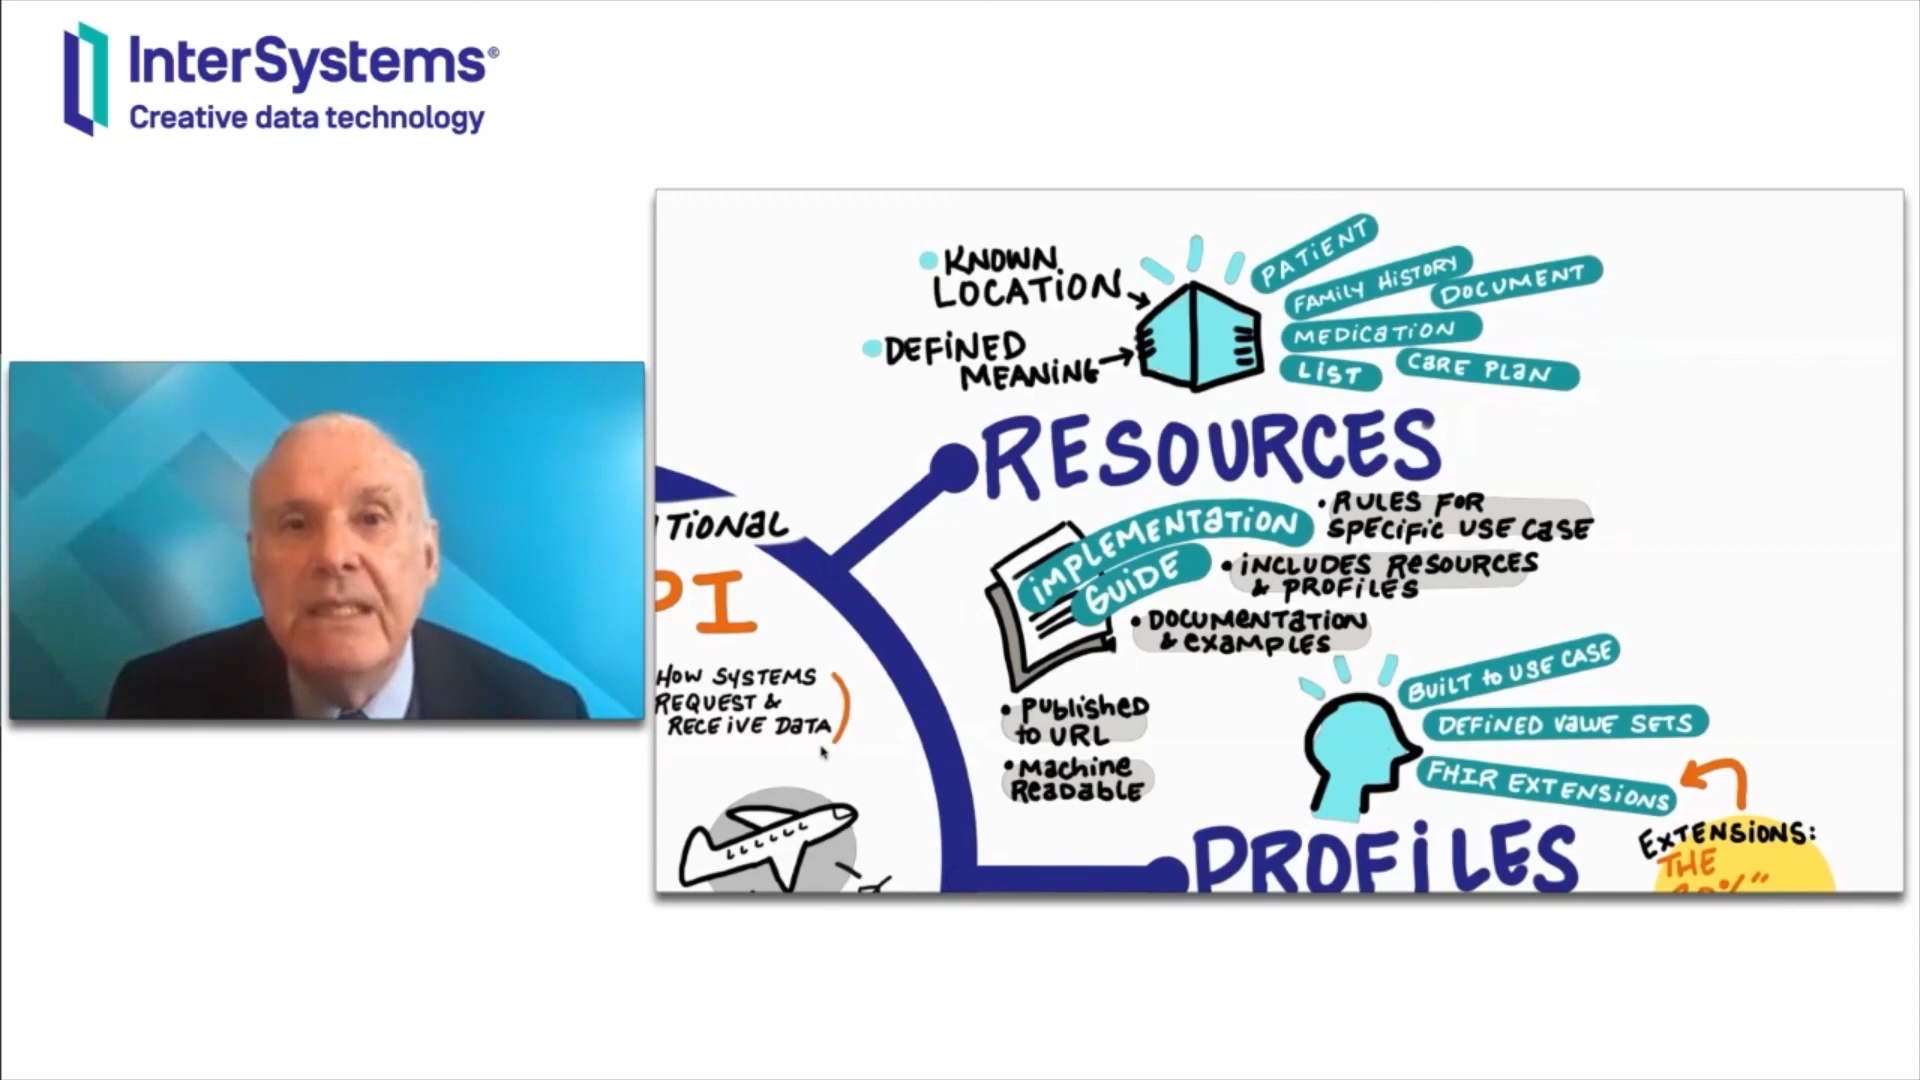 InterSystems®
Creative data technology
KNOWN
LOCATION
DEFINED
MEANING
PATIENT
FAMILY HISTORY
DOCUMENT
MEDICATION
LIST
CARE PLAN
RESOURCES
TIONAL
PI
HOW SYSTEMS
REQUEST &
RECEIVE DATA
IMPLEMENTATION
GUIDE
• RULES FOR
SPECIFIC USE CASE
• INCLUDES RESOURCES
& PROFILES
• DOCUMENTATION
& EXAMPLES
• PUBLISHED
to URL
• MACHINE
READABLE
BUILT to USE CASE
DEFINED VALUE SETS
FHIR EXTENSIONS
PROFILES
EXTENSIONS:
THE